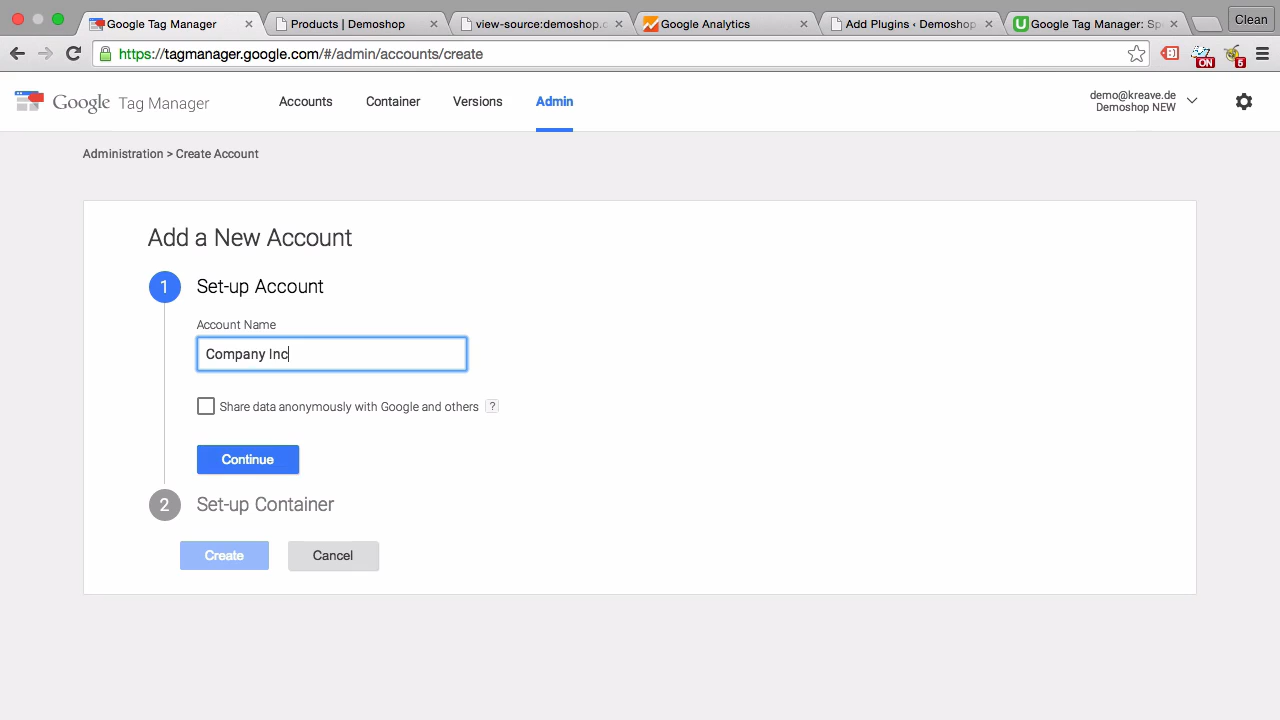 Google Tag Manager
Products | Demoshop
view-source:demoshop.c
Google Analytics
Add Plugins ‹ Demoshop
Google Tag Manager: Sp
Clean
https://tagmanager.google.com/#/admin/accounts/create
ON
6
Google Tag Manager
Accounts
Container
Versions
Admin
demo@kreave.de
Demoshop NEW
Administration > Create Account
Add a New Account
1
Set-up Account
Account Name
Company Inc
Share data anonymously with Google and others
?
Continue
2
Set-up Container
Create
Cancel